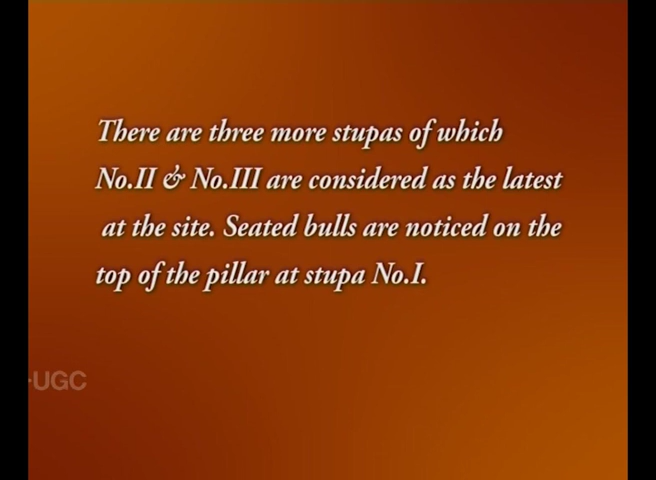 There are three more stupas of which
No.II & No.III are considered as the latest
at the site. Seated bulls are noticed on the
top of the pillar at stupa No.I.
-UGC